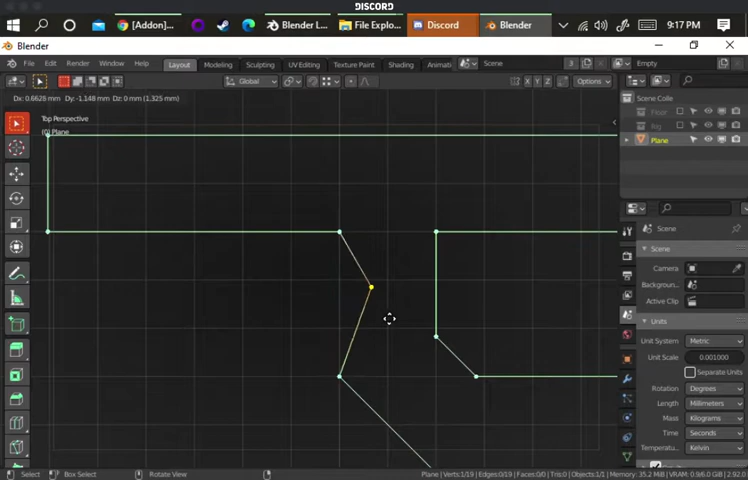 DISCORD
[Addon]...
Blender L...
File Explo...
Discord
Blender
9:17 PM
Blender
File Edit Render Window Help Layout Modeling Sculpting UV Editing Texture Paint Shading Animati Scene Empty
Global Options
Dx: 0.6628 mm Dy: -1.148 mm Dz: 0 mm (1.325 mm)
X Y Z
Top Perspective
(0) Plane
Scene Colle
Floor
Rig
Plane
Scene
Scene
Camera
Backgroun..
Active Clip
Units
Unit System Metric
Unit Scale 0.001000
Separate Units
Rotation Degrees
Length Millimeters
Mass Kilograms
Time Seconds
Temperatu.. Kelvin
Select Box Select Rotate View Plane | Verts:1/19 | Edges:0/19 | Faces:0/0 | Tris:0 | Objects:1/1 | Memory: 35.2 MiB | VRAM: 0.9/6.0 GiB | 2.92.0